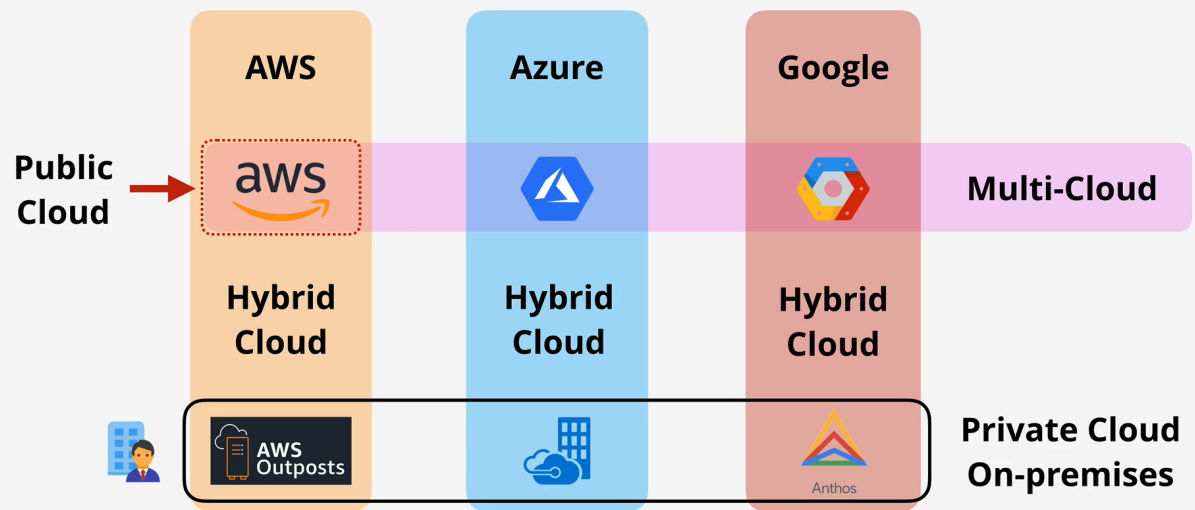 AWS
Azure
Google
Public
Cloud
aws
Multi-Cloud
Hybrid
Cloud
Hybrid
Cloud
Hybrid
Cloud
AWS
Outposts
Anthos
Private Cloud
On-premises